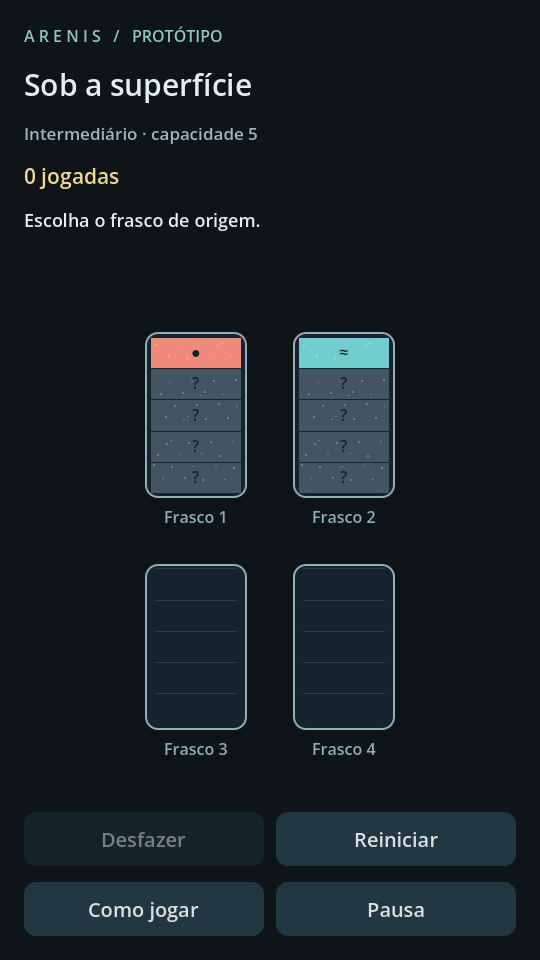 ARENIS / PROTÓTIPO
Sob a superfície
Intermediário · capacidade 5
0 jogadas
Escolha o frasco de origem.
● ≈
? ?
? ?
? ?
? ?
Frasco 1 Frasco 2
Frasco 3 Frasco 4
Desfazer Reiniciar
Como jogar Pausa